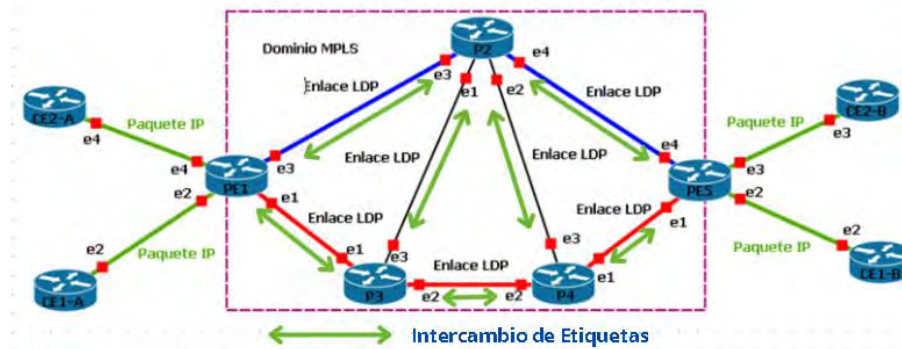 P2
Dominio MPLS
e3
e4
Enlace LDP
e1
e2
Enlace LDP
CE2-A
CE2-B
Paquete IP
Paquete IP
e4
e3
e4
e3
Enlace LDP
Enlace LDP
e4
e3
e2
PE1
PE5
e2
e1
e1
Enlace LDP
Enlace LDP
e2
e2
Paquete IP
Paquete IP
e1
e3
Enlace LDP
e3
e1
CE1-A
P3
e2
e2
P4
CE1-B
Intercambio de Etiquetas